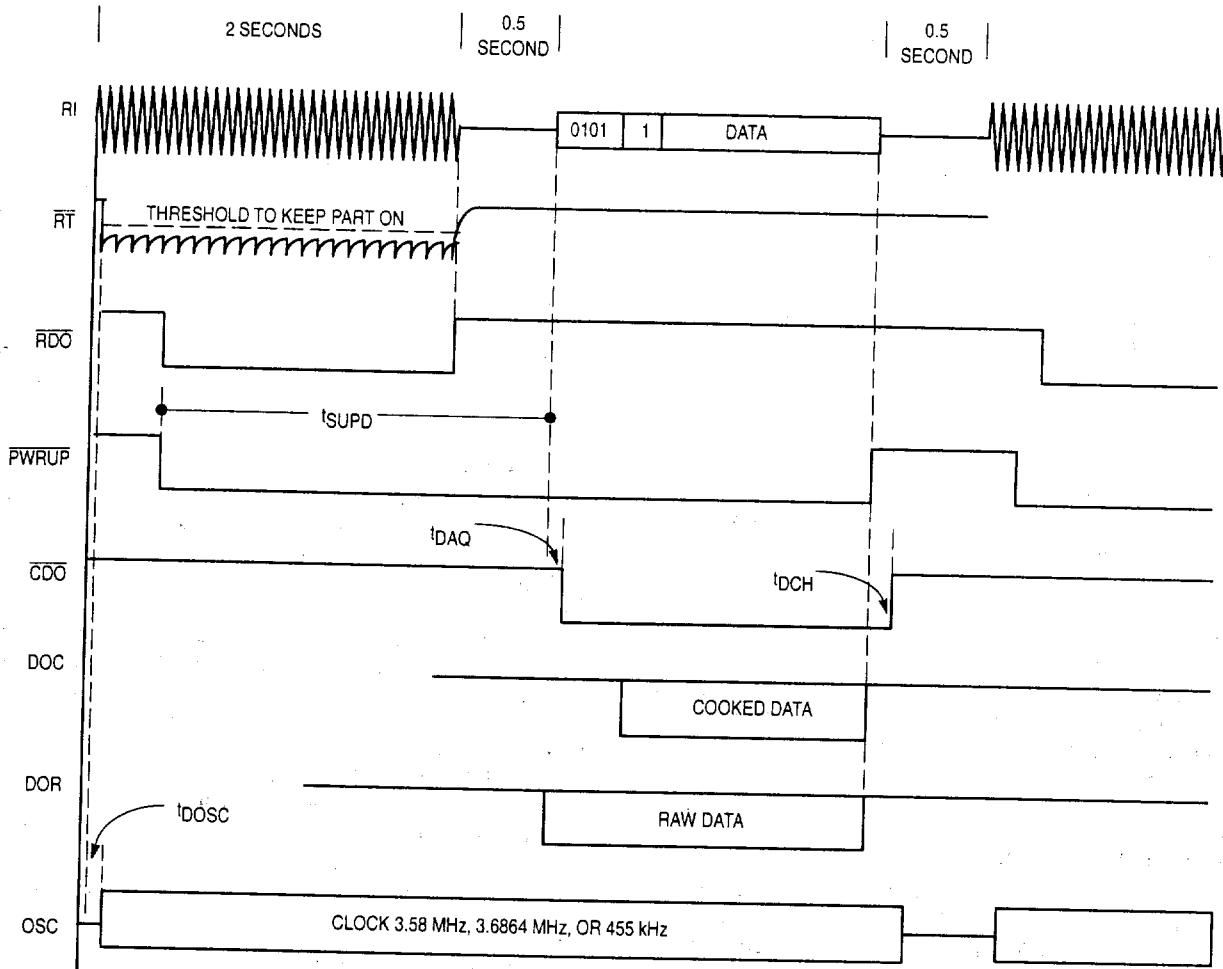 2 SECONDS
0.5
SECOND
0.5
SECOND
RI
0101
1
DATA
RT
THRESHOLD TO KEEP PART ON
RDO
tSUPD
PWRUP
tDAQ
CDO
tDCH
DOC
COOKED DATA
DOR
RAW DATA
tDOSC
OSC
CLOCK 3.58 MHz, 3.6864 MHz, OR 455 kHz